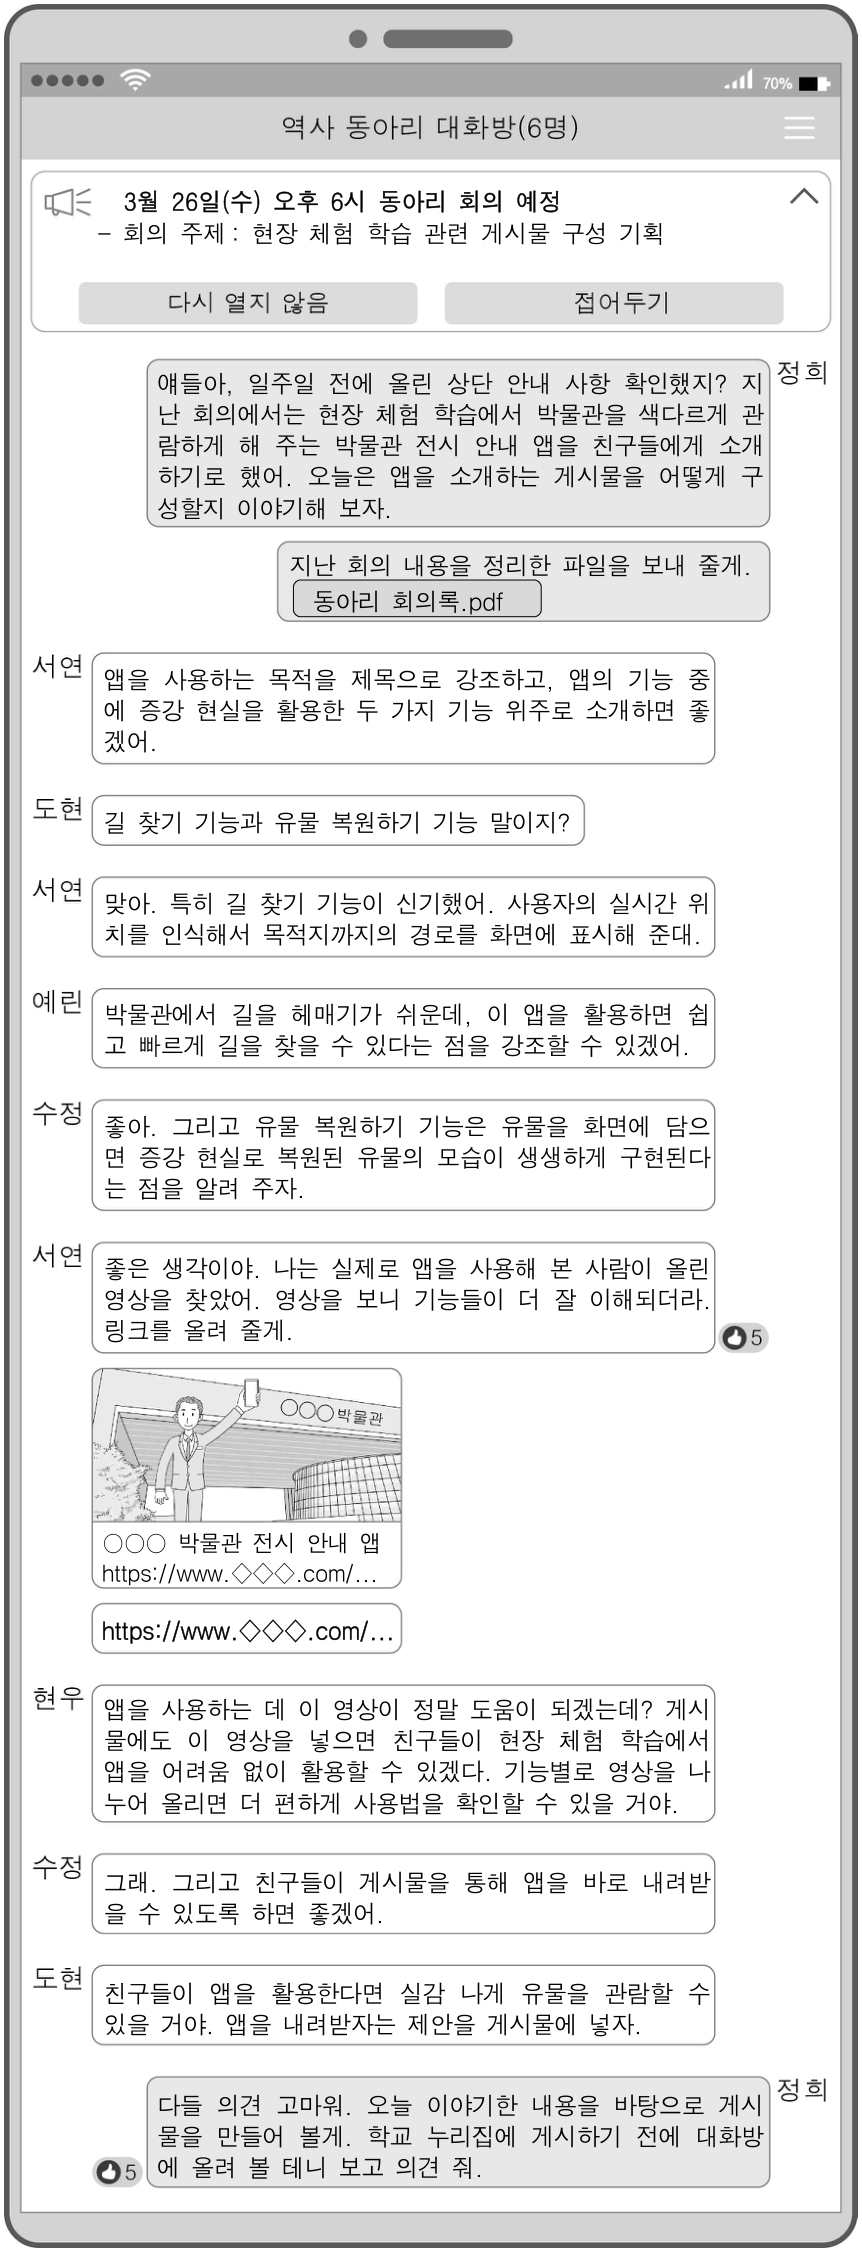 70%
역사 동아리 대화방(6명)
3월 26일(수) 오후 6시 동아리 회의 예정
– 회의 주제 : 현장 체험 학습 관련 게시물 구성 기획
다시 열지 않음
접어두기
정희
얘들아, 일주일 전에 올린 상단 안내 사항 확인했지? 지
난 회의에서는 현장 체험 학습에서 박물관을 색다르게 관
람하게 해 주는 박물관 전시 안내 앱을 친구들에게 소개
하기로 했어. 오늘은 앱을 소개하는 게시물을 어떻게 구
성할지 이야기해 보자.
지난 회의 내용을 정리한 파일을 보내 줄게.
동아리 회의록.pdf
서연
앱을 사용하는 목적을 제목으로 강조하고, 앱의 기능 중
에 증강 현실을 활용한 두 가지 기능 위주로 소개하면 좋
겠어.
도현
길 찾기 기능과 유물 복원하기 기능 말이지?
서연
맞아. 특히 길 찾기 기능이 신기했어. 사용자의 실시간 위
치를 인식해서 목적지까지의 경로를 화면에 표시해 준대.
예린
박물관에서 길을 헤매기가 쉬운데, 이 앱을 활용하면 쉽
고 빠르게 길을 찾을 수 있다는 점을 강조할 수 있겠어.
수정
좋아. 그리고 유물 복원하기 기능은 유물을 화면에 담으
면 증강 현실로 복원된 유물의 모습이 생생하게 구현된다
는 점을 알려 주자.
서연
좋은 생각이야. 나는 실제로 앱을 사용해 본 사람이 올린
영상을 찾았어. 영상을 보니 기능들이 더 잘 이해되더라.
링크를 올려 줄게.
5
○○○박물관
○○○ 박물관 전시 안내 앱
https://www.◇◇◇.com/...
https://www.◇◇◇.com/...
현우
앱을 사용하는 데 이 영상이 정말 도움이 되겠는데? 게시
물에도 이 영상을 넣으면 친구들이 현장 체험 학습에서
앱을 어려움 없이 활용할 수 있겠다. 기능별로 영상을 나
누어 올리면 더 편하게 사용법을 확인할 수 있을 거야.
수정
그래. 그리고 친구들이 게시물을 통해 앱을 바로 내려받
을 수 있도록 하면 좋겠어.
도현
친구들이 앱을 활용한다면 실감 나게 유물을 관람할 수
있을 거야. 앱을 내려받자는 제안을 게시물에 넣자.
정희
다들 의견 고마워. 오늘 이야기한 내용을 바탕으로 게시
물을 만들어 볼게. 학교 누리집에 게시하기 전에 대화방
에 올려 볼 테니 보고 의견 줘.
5